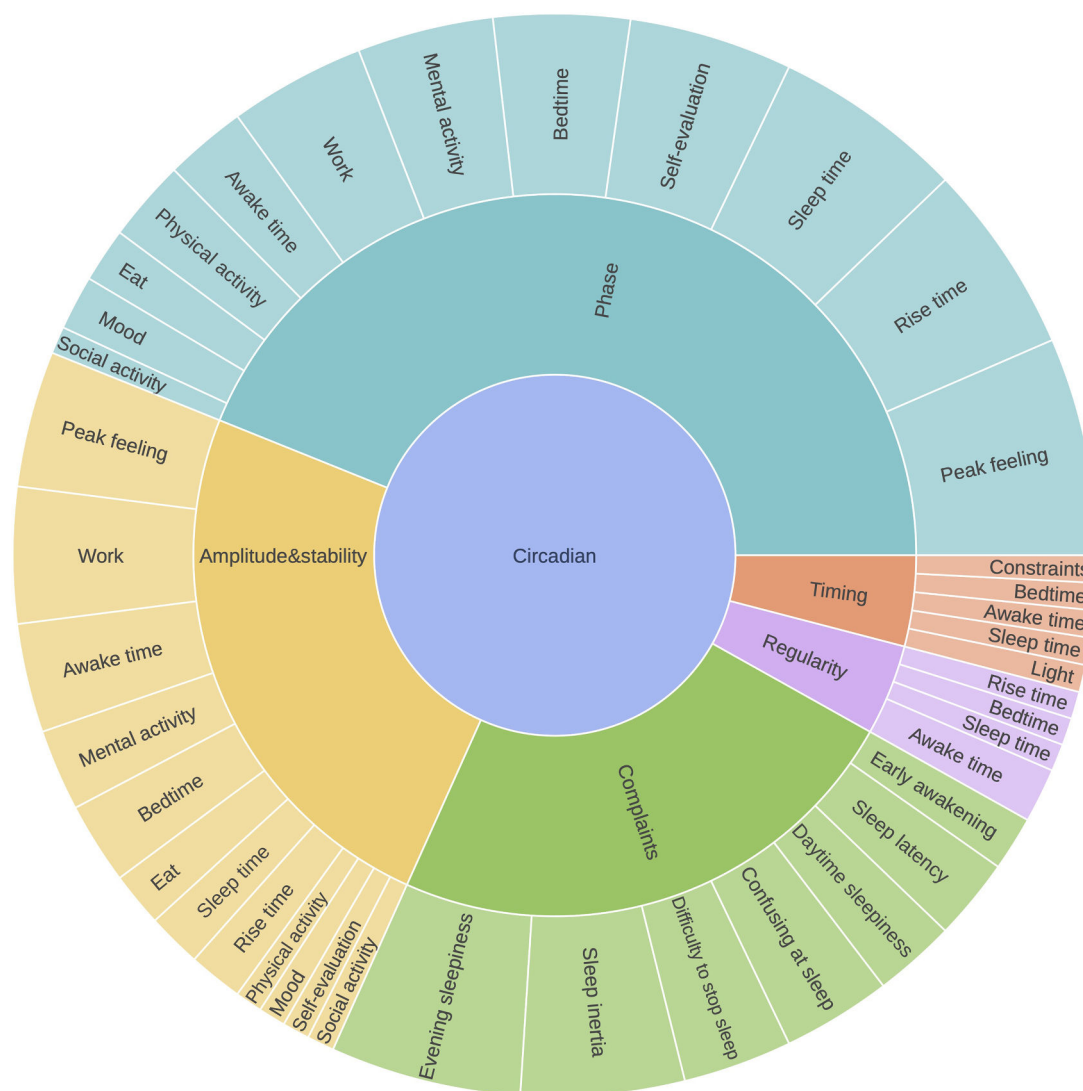 Circadian
Phase
Peak feeling
Rise time
Sleep time
Self-evaluation
Bedtime
Mental activity
Work
Awake time
Physical activity
Eat
Mood
Social activity
Amplitude&stability
Peak feeling
Work
Awake time
Mental activity
Bedtime
Eat
Sleep time
Rise time
Physical activity
Mood
Self-evaluation
Social activity
Complaints
Evening sleepiness
Sleep inertia
Difficulty to stop sleep
Confusing at sleep
Daytime sleepiness
Sleep latency
Early awakening
Regularity
Awake time
Sleep time
Bedtime
Rise time
Timing
Light
Sleep time
Awake time
Bedtime
Constraints